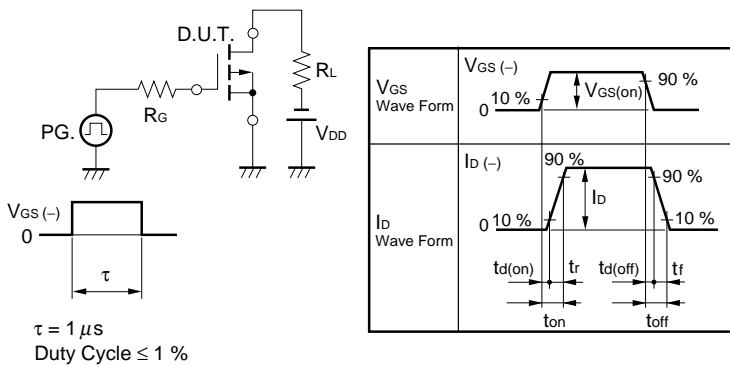 D.U.T.
RL
RG
PG.
VDD
VGS (−)
0
τ
τ = 1 μs
Duty Cycle ≤ 1 %
VGS
Wave Form
VGS (−)
10 %
0
VGS(on)
90 %
ID
Wave Form
ID (−)
90 %
90 %
ID
0
10 %
10 %
td(on)
tr
td(off)
tf
ton
toff